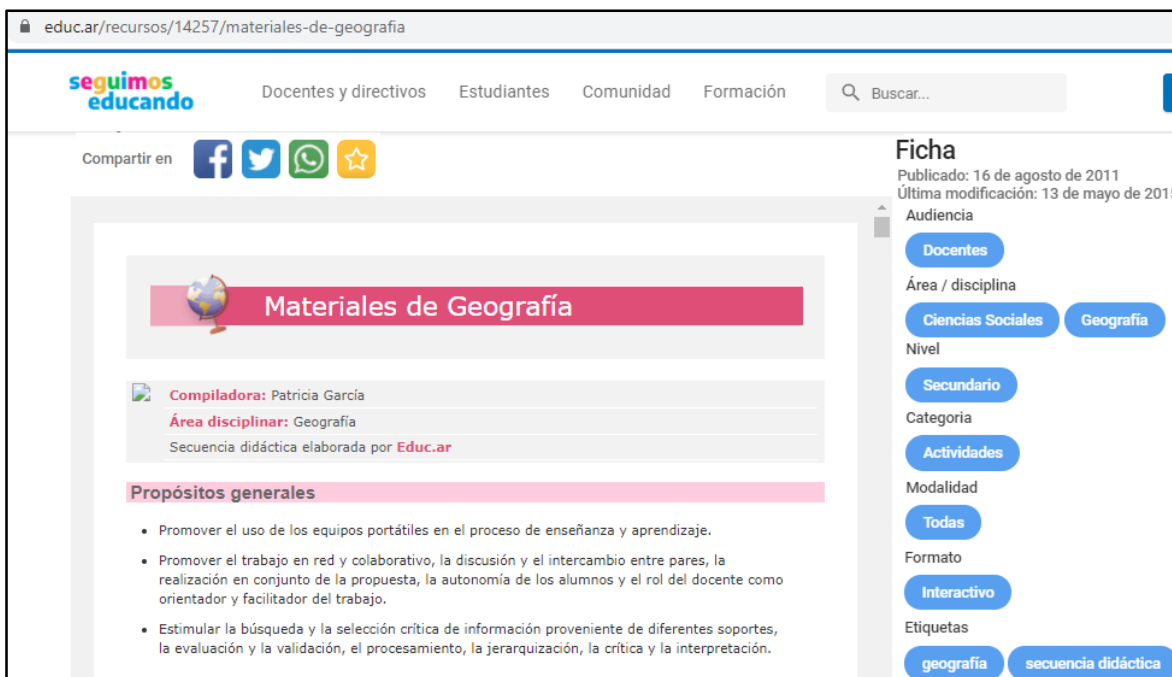 educ.ar/recursos/14257/materiales-de-geografia
seguimos
educando
Docentes y directivos
Estudiantes
Comunidad
Formación
Buscar...
Compartir en
Materiales de Geografía
Compiladora: Patricia García
Área disciplinar: Geografía
Secuencia didáctica elaborada por Educ.ar
Propósitos generales
• Promover el uso de los equipos portátiles en el proceso de enseñanza y aprendizaje.
• Promover el trabajo en red y colaborativo, la discusión y el intercambio entre pares, la
realización en conjunto de la propuesta, la autonomía de los alumnos y el rol del docente como
orientador y facilitador del trabajo.
• Estimular la búsqueda y la selección crítica de información proveniente de diferentes soportes,
la evaluación y la validación, el procesamiento, la jerarquización, la crítica y la interpretación.
Ficha
Publicado: 16 de agosto de 2011
Última modificación: 13 de mayo de 2015
Audiencia
Docentes
Área / disciplina
Ciencias Sociales
Geografía
Nivel
Secundario
Categoria
Actividades
Modalidad
Todas
Formato
Interactivo
Etiquetas
geografía
secuencia didáctica